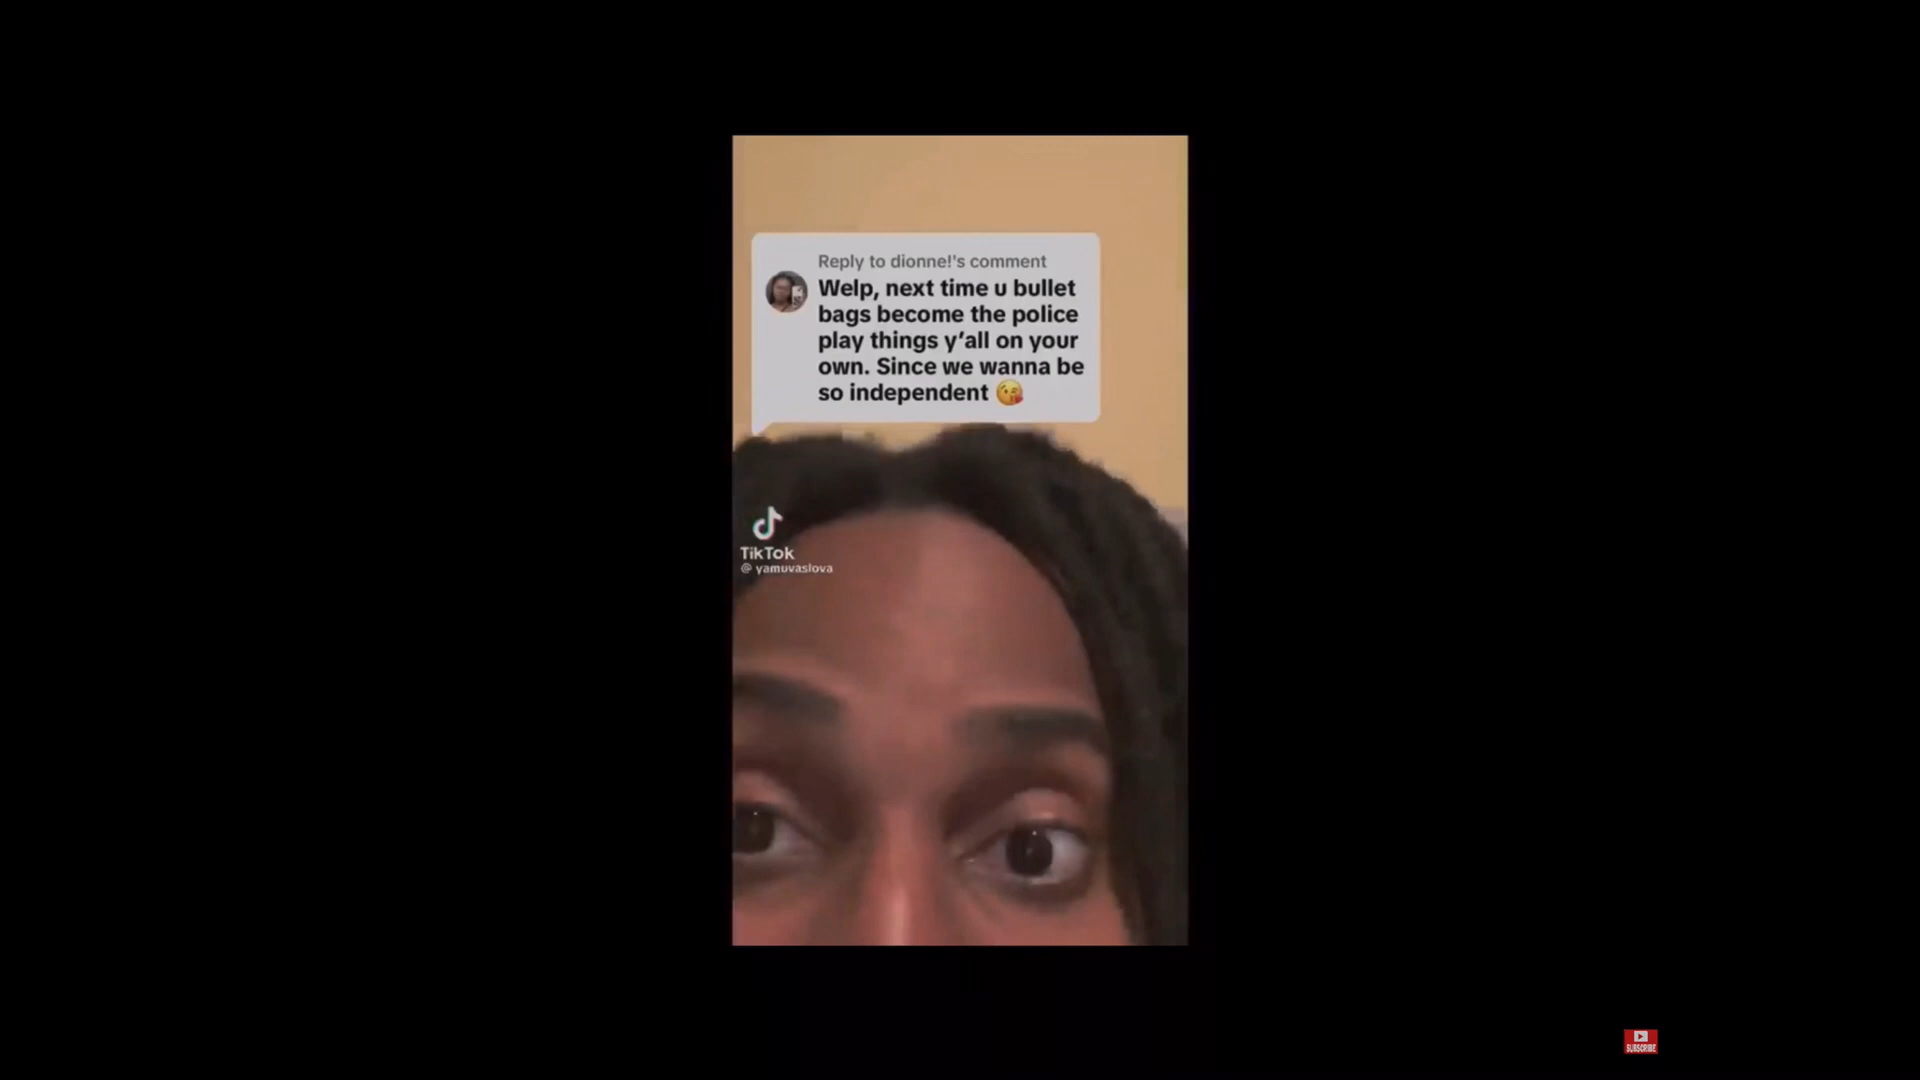 Reply to dionne!'s comment
Welp, next time u bullet
bags become the police
play things y’all on your
own. Since we wanna be
so independent 😘
TikTok
@ yamuvaslova
SUBSCRIBE